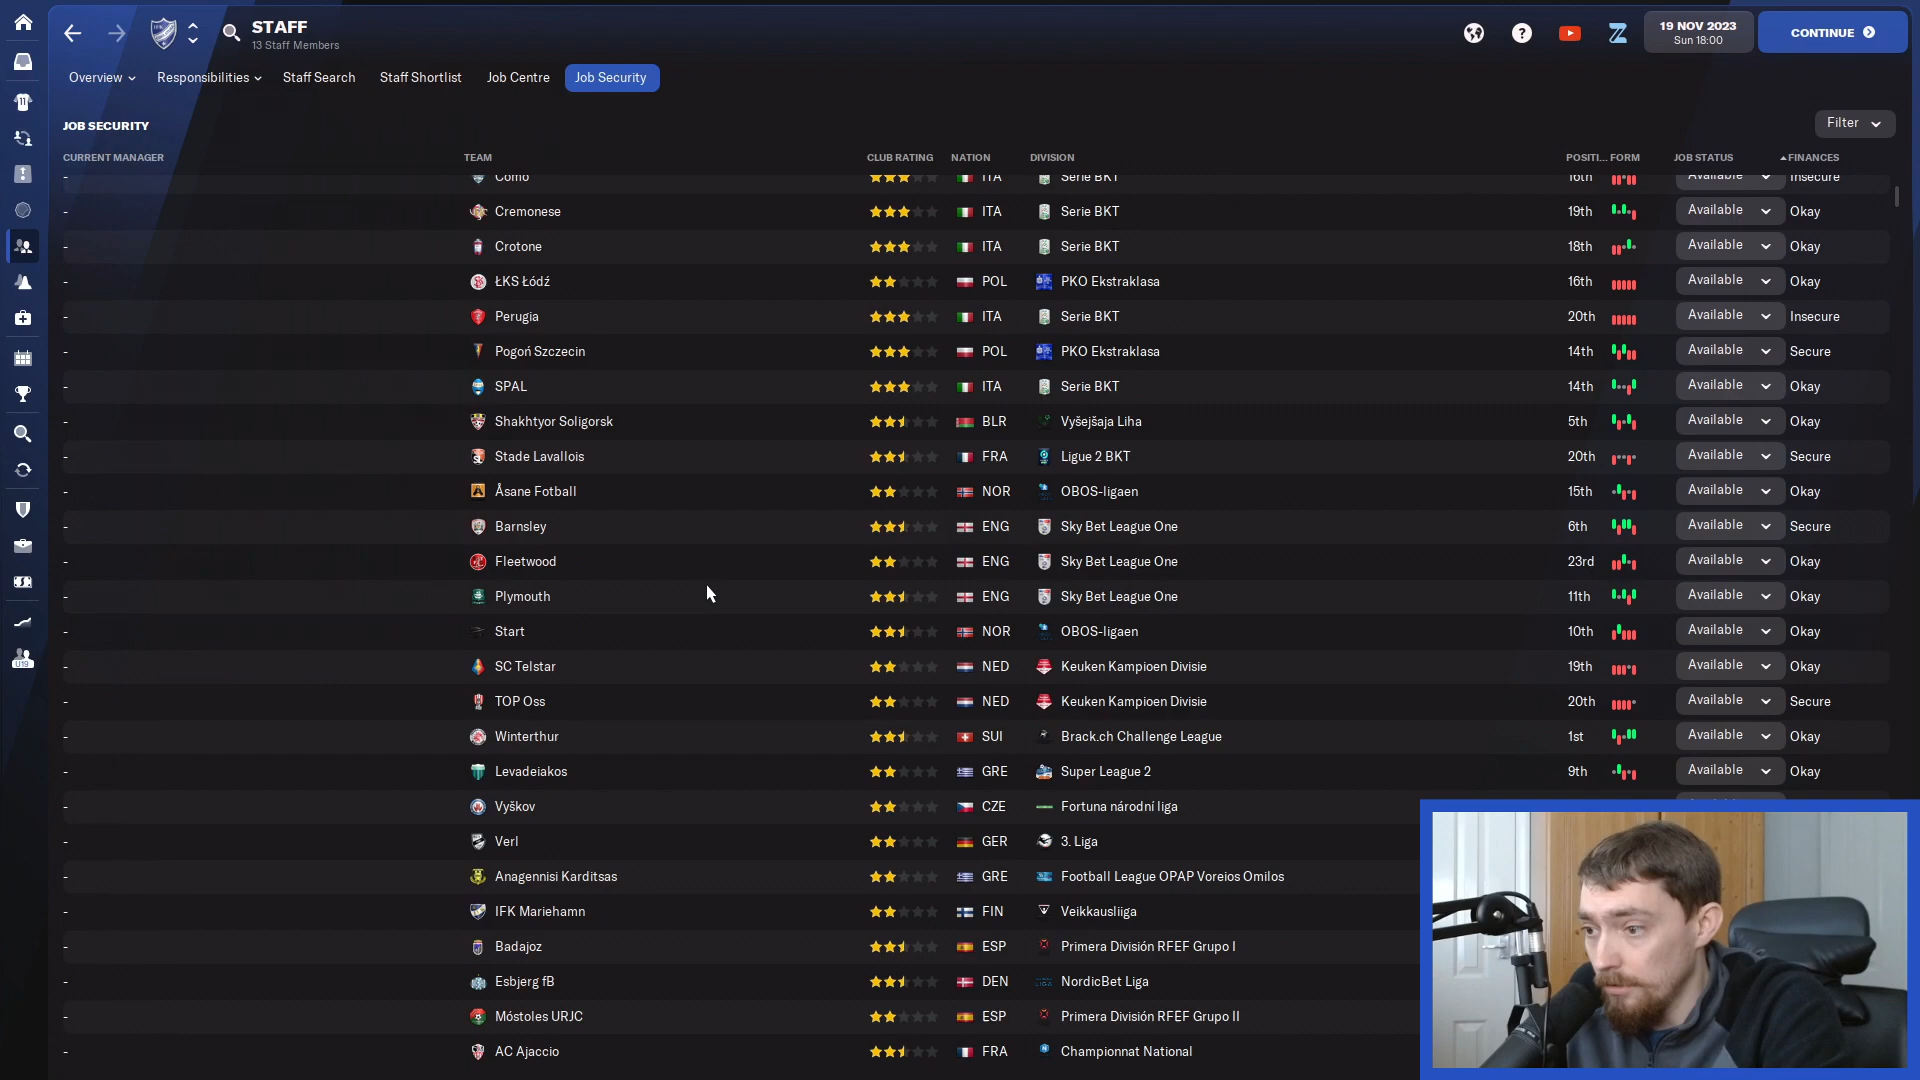 STAFF
13 Staff Members
19 NOV 2023
Sun 18:00
CONTINUE
Overview
Responsibilities
Staff Search
Staff Shortlist
Job Centre
Job Security
JOB SECURITY
Filter
CURRENT MANAGER TEAM CLUB RATING NATION DIVISION POSITI... FORM JOB STATUS FINANCES
- Como ITA Serie BKT 16th Available Insecure
- Cremonese ITA Serie BKT 19th Available Okay
- Crotone ITA Serie BKT 18th Available Okay
- ŁKS Łódź POL PKO Ekstraklasa 16th Available Okay
- Perugia ITA Serie BKT 20th Available Insecure
- Pogoń Szczecin POL PKO Ekstraklasa 14th Available Secure
- SPAL ITA Serie BKT 14th Available Okay
- Shakhtyor Soligorsk BLR Vyšejšaja Liha 5th Available Okay
- Stade Lavallois FRA Ligue 2 BKT 20th Available Secure
- Åsane Fotball NOR OBOS-ligaen 15th Available Okay
- Barnsley ENG Sky Bet League One 6th Available Secure
- Fleetwood ENG Sky Bet League One 23rd Available Okay
- Plymouth ENG Sky Bet League One 11th Available Okay
- Start NOR OBOS-ligaen 10th Available Okay
- SC Telstar NED Keuken Kampioen Divisie 19th Available Okay
- TOP Oss NED Keuken Kampioen Divisie 20th Available Secure
- Winterthur SUI Brack.ch Challenge League 1st Available Okay
- Levadeiakos GRE Super League 2 9th Available Okay
- Vyškov CZE Fortuna národní liga
- Verl GER 3. Liga
- Anagennisi Karditsas GRE Football League OPAP Voreios Omilos
- IFK Mariehamn FIN Veikkausliiga
- Badajoz ESP Primera División RFEF Grupo I
- Esbjerg fB DEN NordicBet Liga
- Móstoles URJC ESP Primera División RFEF Grupo II
- AC Ajaccio FRA Championnat National
U19